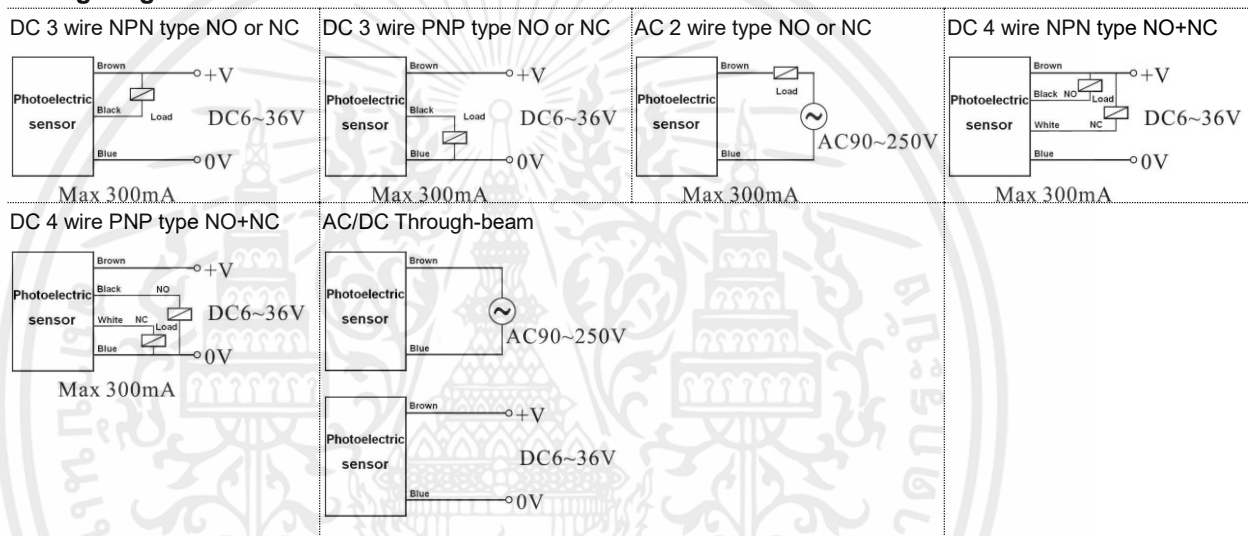 DC 3 wire NPN type NO or NC
Brown
+V
Photoelectric
sensor
Black
Load
DC6~36V
Blue
0V
Max 300mA
DC 3 wire PNP type NO or NC
Brown
+V
Photoelectric
sensor
Black
Load
DC6~36V
Blue
0V
Max 300mA
AC 2 wire type NO or NC
Brown
Load
Photoelectric
sensor
AC90~250V
Blue
Max 300mA
DC 4 wire NPN type NO+NC
Brown
+V
Photoelectric
sensor
Black NO
Load
DC6~36V
White NC
Blue
0V
Max 300mA
DC 4 wire PNP type NO+NC
Brown
+V
Photoelectric
sensor
Black NO
DC6~36V
White NC
Load
Blue
0V
Max 300mA
AC/DC Through-beam
Brown
Photoelectric
sensor
AC90~250V
Blue
Brown
+V
Photoelectric
sensor
DC6~36V
Blue
0V